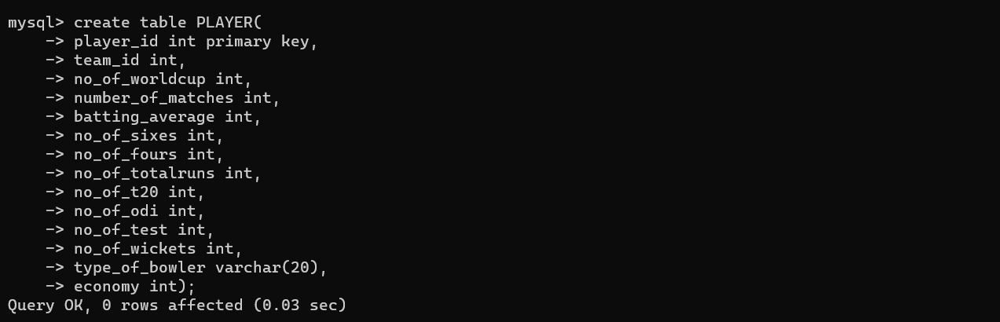 mysql> create table PLAYER(
    -> player_id int primary key,
    -> team_id int,
    -> no_of_worldcup int,
    -> number_of_matches int,
    -> batting_average int,
    -> no_of_sixes int,
    -> no_of_fours int,
    -> no_of_totalruns int,
    -> no_of_t20 int,
    -> no_of_odi int,
    -> no_of_test int,
    -> no_of_wickets int,
    -> type_of_bowler varchar(20),
    -> economy int);
Query OK, 0 rows affected (0.03 sec)